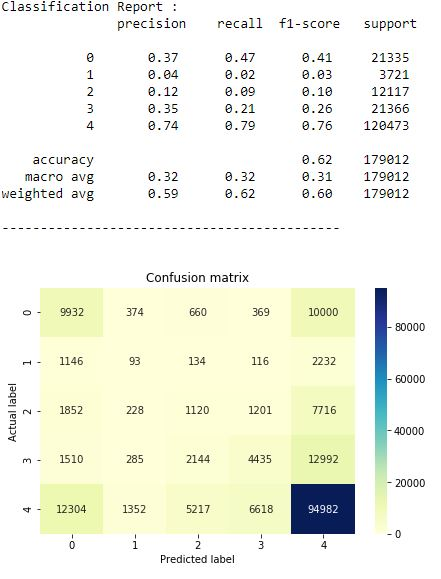 Classification Report :
precision recall f1-score support
0 0.37 0.47 0.41 21335
1 0.04 0.02 0.03 3721
2 0.12 0.09 0.10 12117
3 0.35 0.21 0.26 21366
4 0.74 0.79 0.76 120473
accuracy 0.62 179012
macro avg 0.32 0.32 0.31 179012
weighted avg 0.59 0.62 0.60 179012
--------------------------------------------
Confusion matrix
0 9932 374 660 369 10000
1 1146 93 134 116 2232
2 1852 228 1120 1201 7716
3 1510 285 2144 4435 12992
4 12304 1352 5217 6618 94982
0 1 2 3 4
Predicted label
Actual label
80000
60000
40000
20000
0